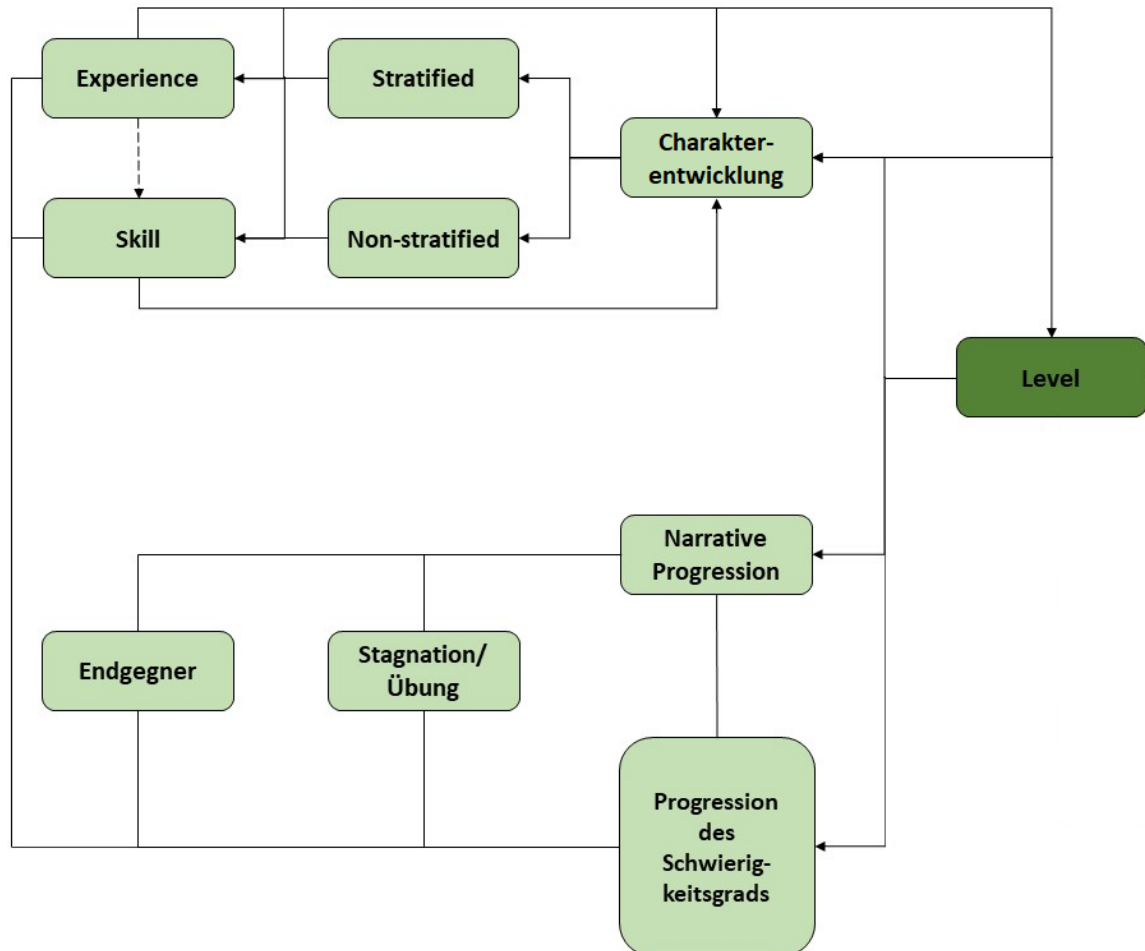 Experience
Stratified
Charakter-
entwicklung
Skill
Non-stratified
Level
Narrative
Progression
Endgegner
Stagnation/
Übung
Progression
des
Schwierig-
keitsgrads